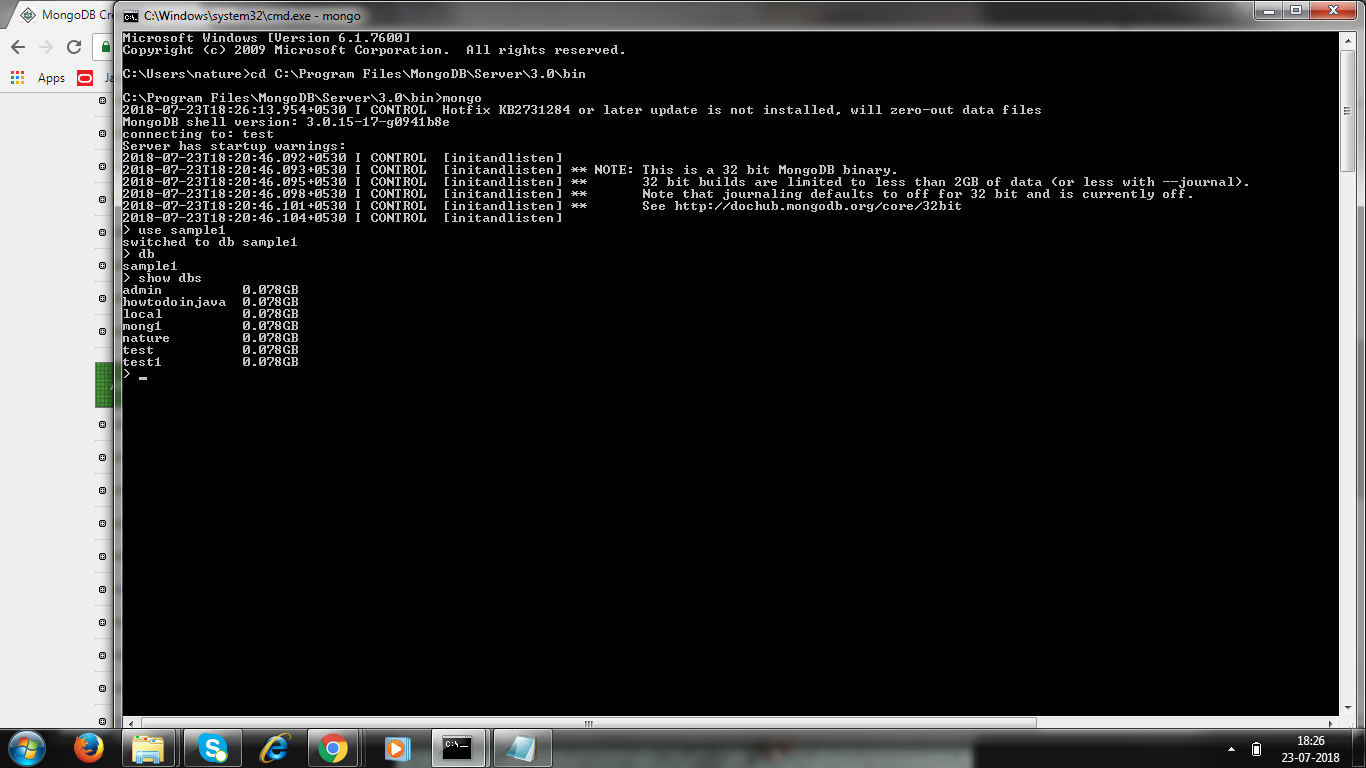 MongoDB Cr
C:\Windows\system32\cmd.exe - mongo
Apps
Ja
Microsoft Windows [Version 6.1.7600]
Copyright (c) 2009 Microsoft Corporation.  All rights reserved.
C:\Users\nature>cd C:\Program Files\MongoDB\Server\3.0\bin
C:\Program Files\MongoDB\Server\3.0\bin>mongo
2018-07-23T18:26:13.954+0530 I CONTROL  Hotfix KB2731284 or later update is not installed, will zero-out data files
MongoDB shell version: 3.0.15-17-g0941b8e
connecting to: test
Server has startup warnings:
2018-07-23T18:20:46.092+0530 I CONTROL  [initandlisten]
2018-07-23T18:20:46.093+0530 I CONTROL  [initandlisten] ** NOTE: This is a 32 bit MongoDB binary.
2018-07-23T18:20:46.095+0530 I CONTROL  [initandlisten] **       32 bit builds are limited to less than 2GB of data (or less with --journal).
2018-07-23T18:20:46.098+0530 I CONTROL  [initandlisten] **       Note that journaling defaults to off for 32 bit and is currently off.
2018-07-23T18:20:46.101+0530 I CONTROL  [initandlisten] **       See http://dochub.mongodb.org/core/32bit
2018-07-23T18:20:46.104+0530 I CONTROL  [initandlisten]
> use sample1
switched to db sample1
> db
sample1
> show dbs
admin          0.078GB
howtodoinjava  0.078GB
local          0.078GB
mong1          0.078GB
nature         0.078GB
test           0.078GB
test1          0.078GB
> _
18:26
23-07-2018